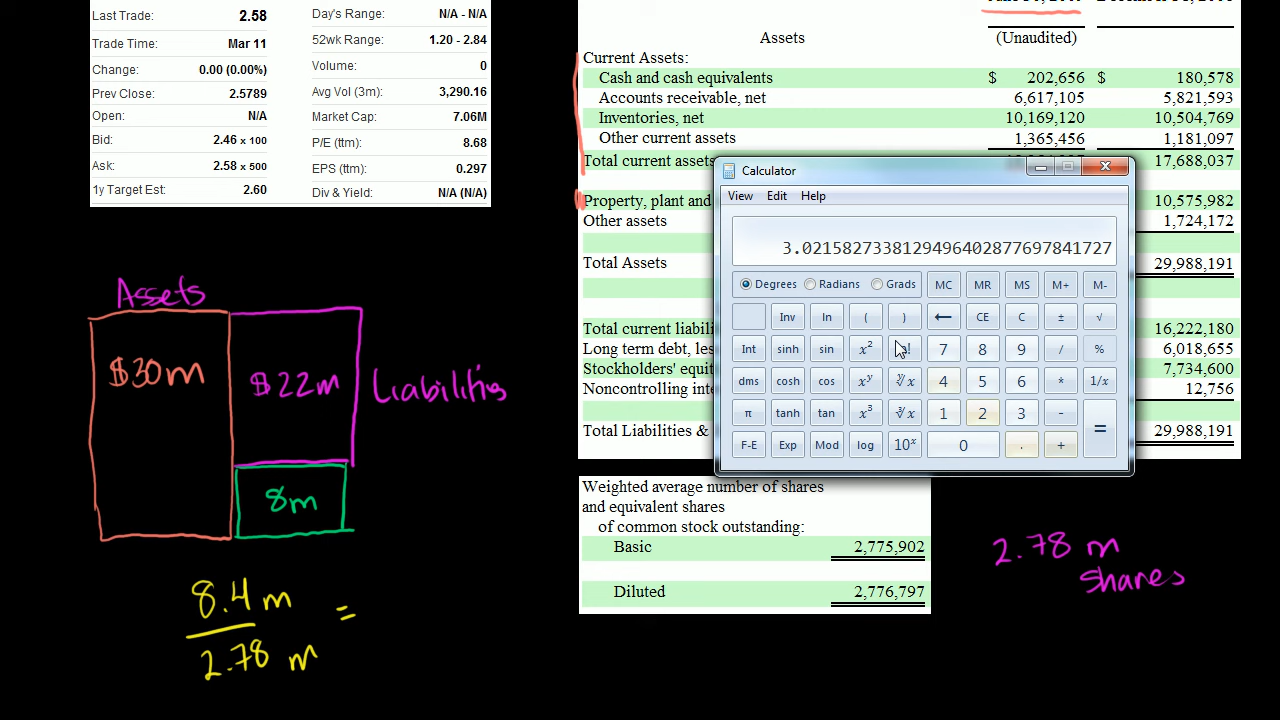 Last Trade: 2.58
Trade Time: Mar 11
Change: 0.00 (0.00%)
Prev Close: 2.5789
Open: N/A
Bid: 2.46 x 100
Ask: 2.58 x 500
1y Target Est: 2.60
Day's Range: N/A - N/A
52wk Range: 1.20 - 2.84
Volume: 0
Avg Vol (3m): 3,290.16
Market Cap: 7.06M
P/E (ttm): 8.68
EPS (ttm): 0.297
Div & Yield: N/A (N/A)
Assets (Unaudited)
Current Assets:
Cash and cash equivalents $ 202,656 $ 180,578
Accounts receivable, net 6,617,105 5,821,593
Inventories, net 10,169,120 10,504,769
Other current assets 1,365,456 1,181,097
Total current assets 17,688,037
Property, plant and 10,575,982
Other assets 1,724,172
Total Assets 29,988,191
Total current liabili 16,222,180
Long term debt, les 6,018,655
Stockholders' equit 7,734,600
Noncontrolling inte 12,756
Total Liabilities & 29,988,191
Calculator
View Edit Help
3.0215827338129496402877697841727
Degrees Radians Grads MC MR MS M+ M-
Inv ln ( ) ← CE C ± √
Int sinh sin x² n! 7 8 9 / %
dms cosh cos xʸ ʸ√x 4 5 6 * 1/x
π tanh tan x³ ³√x 1 2 3 - =
F-E Exp Mod log 10ˣ 0 . +
Weighted average number of shares
and equivalent shares
of common stock outstanding:
Basic 2,775,902
Diluted 2,776,797
Assets
$30m
$22m
Liabilities
8m
8.4 m
2.78 m
=
2.78 m
shares